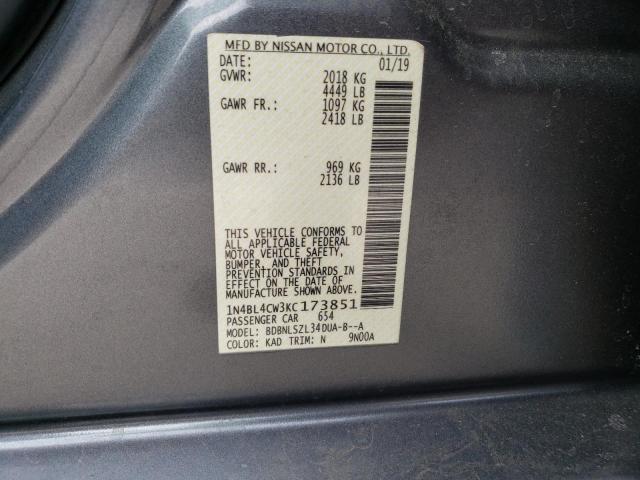 MFD BY NISSAN MOTOR CO., LTD.
DATE: 01/19
GVWR: 2018 KG
4449 LB
GAWR FR.: 1097 KG
2418 LB
GAWR RR.: 969 KG
2136 LB
THIS VEHICLE CONFORMS TO
ALL APPLICABLE FEDERAL
MOTOR VEHICLE SAFETY,
BUMPER, AND THEFT
PREVENTION STANDARDS IN
EFFECT ON THE DATE OF
MANUFACTURE SHOWN ABOVE.
1N4BL4CW3KC173851
PASSENGER CAR 654
MODEL: BDBNLSZL34DUA-B--A
COLOR: KAD TRIM: N 9N00A